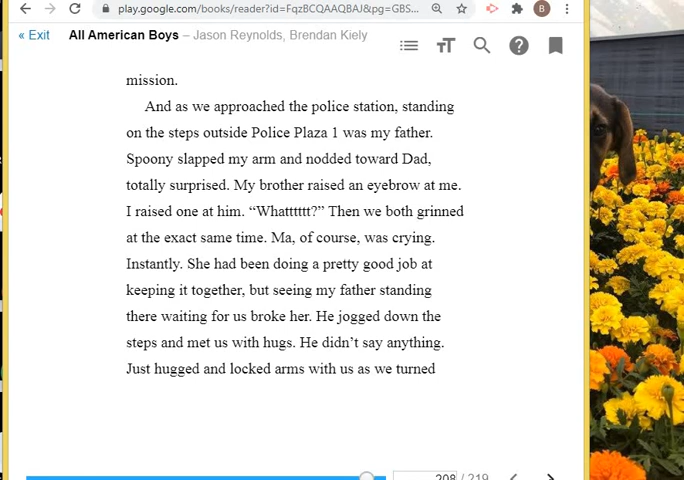 play.google.com/books/reader?id=FqzBCQAAQBAJ&pg=GBS...
B
« Exit All American Boys – Jason Reynolds, Brendan Kiely
mission.
And as we approached the police station, standing
on the steps outside Police Plaza 1 was my father.
Spoony slapped my arm and nodded toward Dad,
totally surprised. My brother raised an eyebrow at me.
I raised one at him. “Whatttttt?” Then we both grinned
at the exact same time. Ma, of course, was crying.
Instantly. She had been doing a pretty good job at
keeping it together, but seeing my father standing
there waiting for us broke her. He jogged down the
steps and met us with hugs. He didn’t say anything.
Just hugged and locked arms with us as we turned
208 / 219